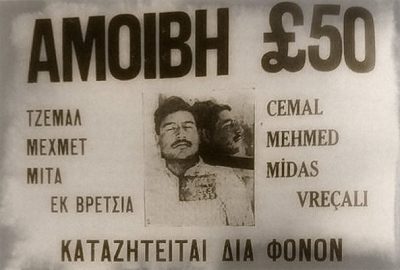 ΑΜΟΙΒΗ £50
ΤΖΕΜΑΛ
ΜΕΧΜΕΤ
ΜΙΤΑ
ΕΚ ΒΡΕΤΣΙΑ
CEMAL
MEHMED
MİDAS
VREÇALI
ΚΑΤΑΖΗΤΕΙΤΑΙ ΔΙΑ ΦΟΝΟΝ